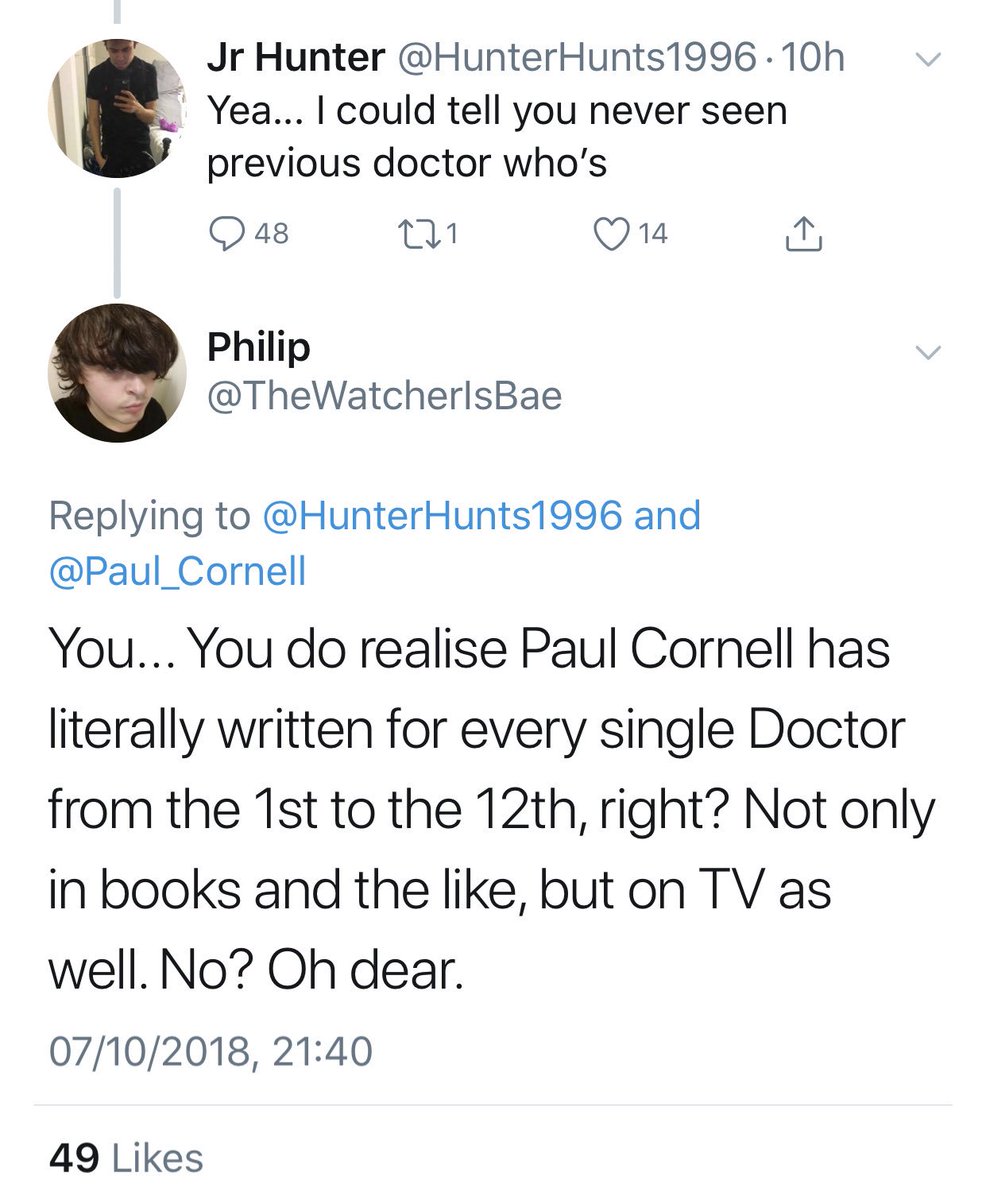 Jr Hunter @HunterHunts1996 · 10h
Yea... I could tell you never seen
previous doctor who's
48 1 14
Philip
@TheWatcherIsBae
Replying to @HunterHunts1996 and
@Paul_Cornell
You... You do realise Paul Cornell has
literally written for every single Doctor
from the 1st to the 12th, right? Not only
in books and the like, but on TV as
well. No? Oh dear.
07/10/2018, 21:40
49 Likes